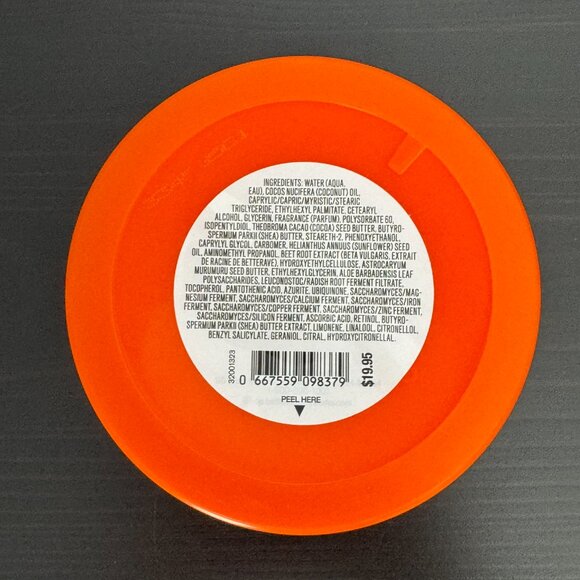 INGREDIENTS: WATER (AQUA,
EAU), COCOS NUCIFERA (COCONUT) OIL,
CAPRYLIC/CAPRIC/MYRISTIC/STEARIC
TRIGLYCERIDE, ETHYLHEXYL PALMITATE, CETEARYL
ALCOHOL, GLYCERIN, FRAGRANCE (PARFUM), POLYSORBATE 60,
ISOPENTYLDIOL, THEOBROMA CACAO (COCOA) SEED BUTTER, BUTYRO-
SPERMUM PARKII (SHEA) BUTTER, STEARETH-2, PHENOXYETHANOL,
CAPRYLYL GLYCOL, CARBOMER, HELIANTHUS ANNUUS (SUNFLOWER) SEED
OIL, AMINOMETHYL PROPANOL, BEET ROOT EXTRACT (BETA VULGARIS, EXTRAIT
DE RACINE DE BETTERAVE), HYDROXYETHYLCELLULOSE, ASTROCARYUM
MURUMURU SEED BUTTER, ETHYLHEXYLGLYCERIN, ALOE BARBADENSIS LEAF
POLYSACCHARIDES, LEUCONOSTOC/RADISH ROOT FERMENT FILTRATE,
TOCOPHEROL, PANTOTHENIC ACID, AZURITE, UBIQUINONE, SACCHAROMYCES/MAG-
NESIUM FERMENT, SACCHAROMYCES/CALCIUM FERMENT, SACCHAROMYCES/IRON
FERMENT, SACCHAROMYCES/COPPER FERMENT, SACCHAROMYCES/ZINC FERMENT,
SACCHAROMYCES/SILICON FERMENT, ASCORBIC ACID, RETINOL, BUTYRO-
SPERMUM PARKII (SHEA) BUTTER EXTRACT, LIMONENE, LINALOOL, CITRONELLOL,
BENZYL SALICYLATE, GERANIOL, CITRAL, HYDROXYCITRONELLAL.
32001323
0 667559 098379
$19.95
PEEL HERE